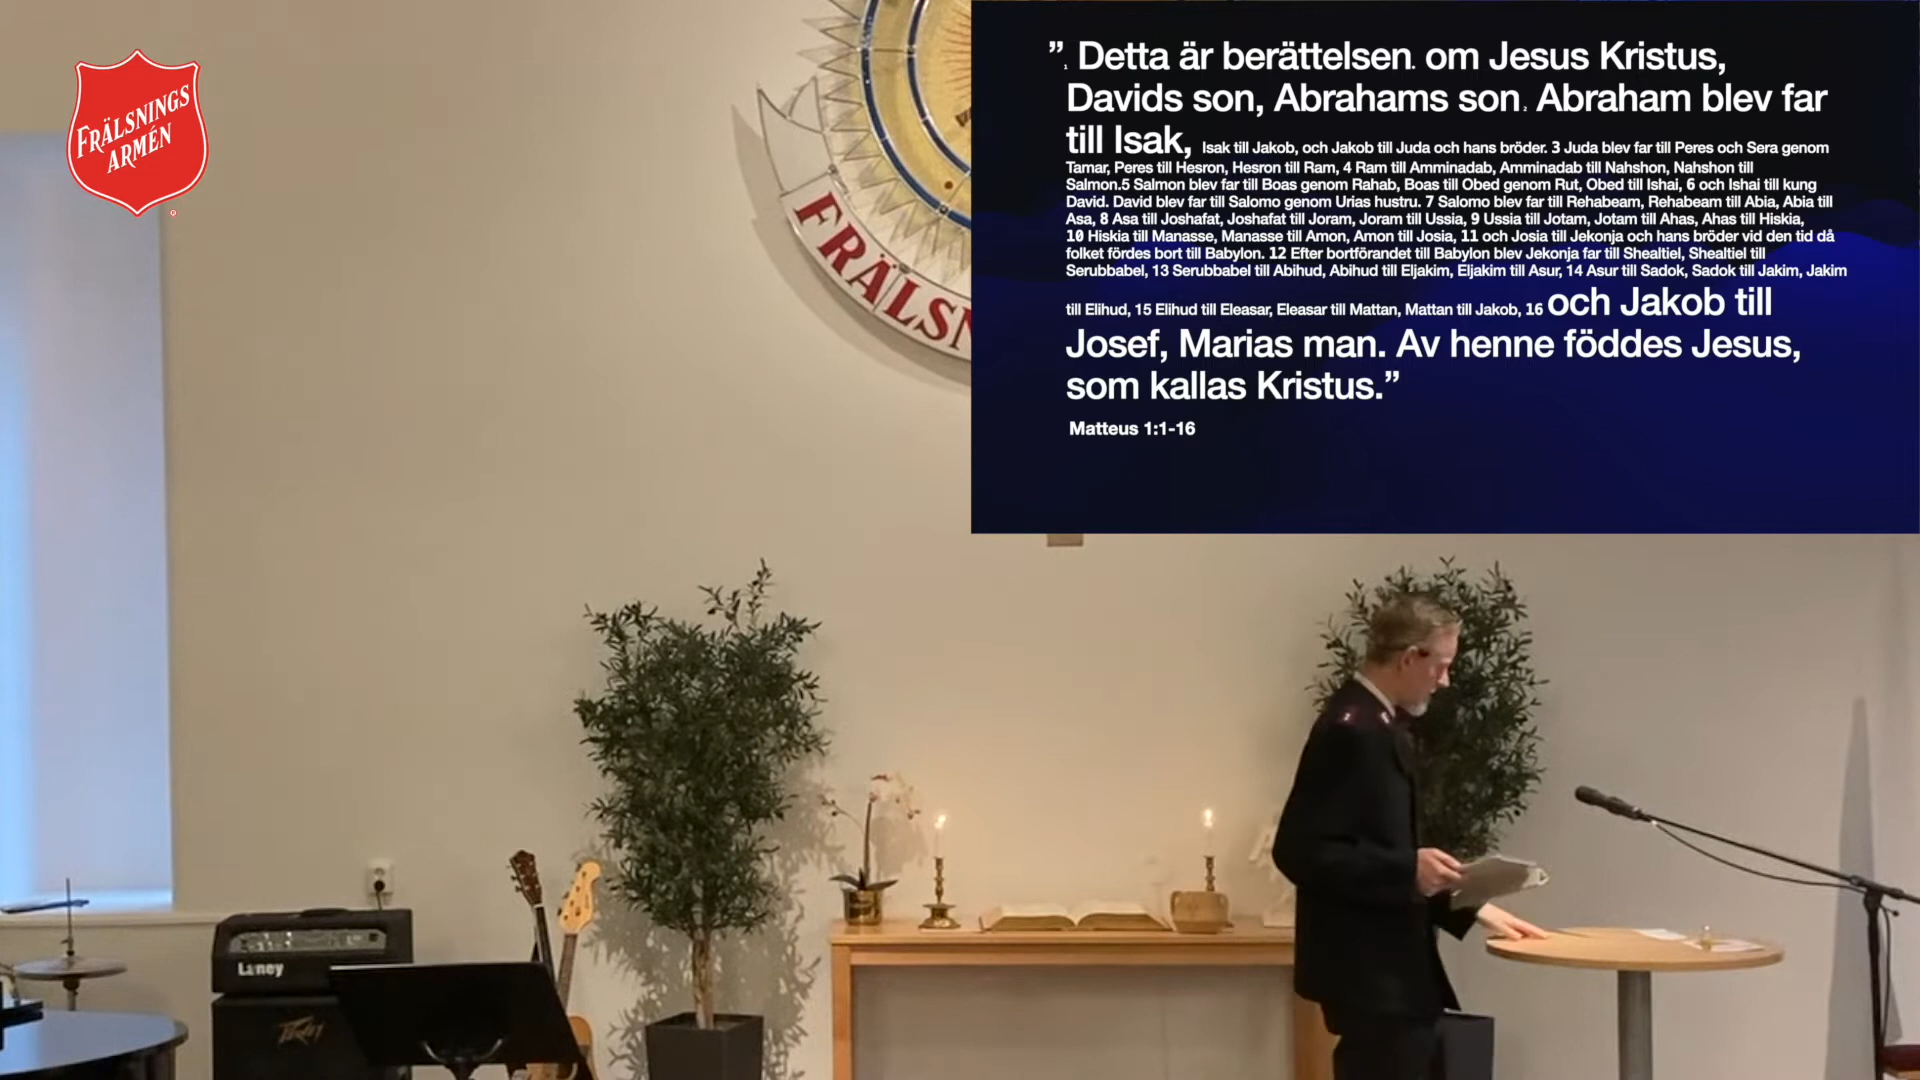 FRÄLSNINGS
ARMÉN
” 1 Detta är berättelsen. om Jesus Kristus,
Davids son, Abrahams son. Abraham blev far
till Isak, Isak till Jakob, och Jakob till Juda och hans bröder. 3 Juda blev far till Peres och Sera genom
Tamar, Peres till Hesron, Hesron till Ram, 4 Ram till Amminadab, Amminadab till Nahshon, Nahshon till
Salmon.5 Salmon blev far till Boas genom Rahab, Boas till Obed genom Rut, Obed till Ishai, 6 och Ishai till kung
David. David blev far till Salomo genom Urias hustru. 7 Salomo blev far till Rehabeam, Rehabeam till Abia, Abia till
Asa, 8 Asa till Joshafat, Joshafat till Joram, Joram till Ussia, 9 Ussia till Jotam, Jotam till Ahas, Ahas till Hiskia,
10 Hiskia till Manasse, Manasse till Amon, Amon till Josia, 11 och Josia till Jekonja och hans bröder vid den tid då
folket fördes bort till Babylon. 12 Efter bortförandet till Babylon blev Jekonja far till Shealtiel, Shealtiel till
Serubbabel, 13 Serubbabel till Abihud, Abihud till Eljakim, Eljakim till Asur, 14 Asur till Sadok, Sadok till Jakim, Jakim
till Elihud, 15 Elihud till Eleasar, Eleasar till Mattan, Mattan till Jakob, 16 och Jakob till
Josef, Marias man. Av henne föddes Jesus,
som kallas Kristus.”
Matteus 1:1-16
FRÄLSN
Laney
PEAVEY